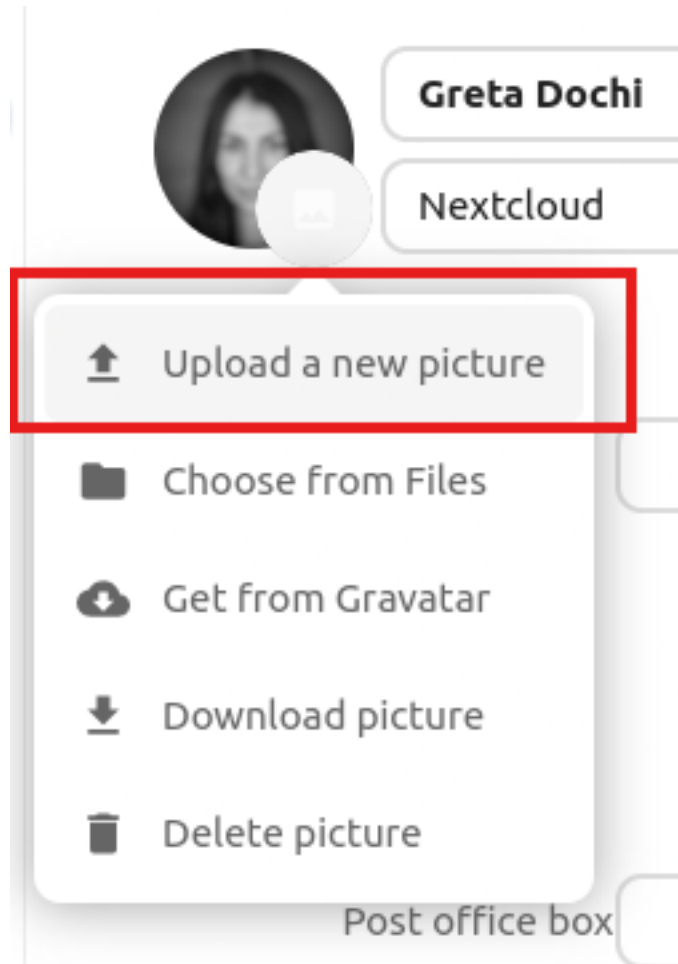 Greta Dochi
Nextcloud
Upload a new picture
Choose from Files
Get from Gravatar
Download picture
Delete picture
Post office box